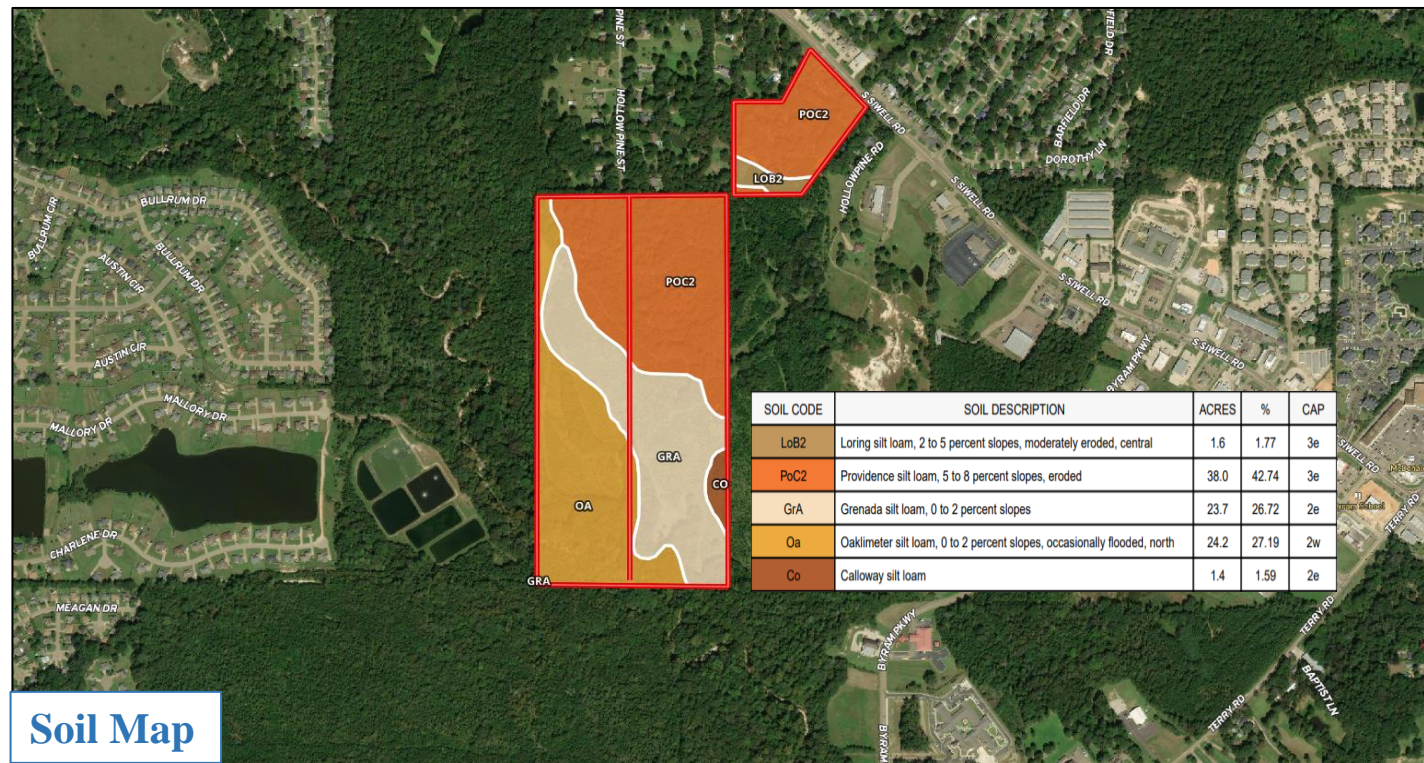 PINE ST
HOLLOW PINE ST
FIELD DR
BARFIELD DR
DOROTHY LN
S SIWELL RD
HOLLOWPINE RD
S SIWELL RD
S SIWELL RD
S SIWELL RD
SIWELL RD
BYRAM PKWY
POC2
LOB2
POC2
GRA
CO
OA
GRA
BULLRUM DR
BULLRUM CIR
BULLRUM DR
AUSTIN CIR
AUSTIN CIR
MALLORY DR
MALLORY DR
CHARLENE DR
MEAGAN DR
SOIL CODE SOIL DESCRIPTION ACRES % CAP
LoB2 Loring silt loam, 2 to 5 percent slopes, moderately eroded, central 1.6 1.77 3e
PoC2 Providence silt loam, 5 to 8 percent slopes, eroded 38.0 42.74 3e
GrA Grenada silt loam, 0 to 2 percent slopes 23.7 26.72 2e
Oa Oaklimeter silt loam, 0 to 2 percent slopes, occasionally flooded, north 24.2 27.19 2w
Co Calloway silt loam 1.4 1.59 2e
School
TERRY RD
TERRY RD
TERRY RD
BAPTIST LN
BYRAM PKWY
BYRAM
Soil Map